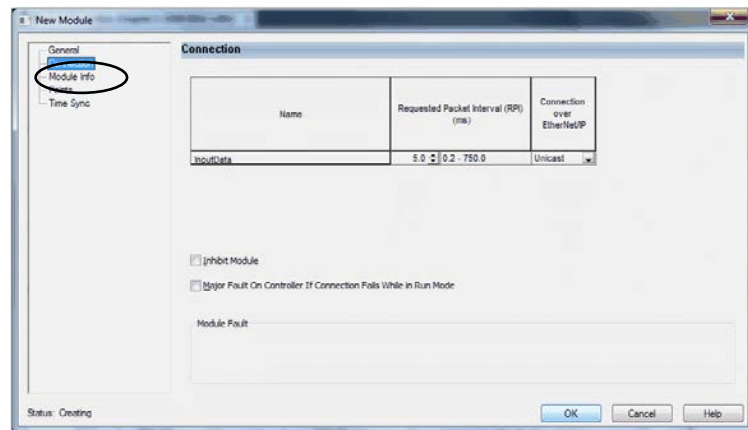 New Module
General
Connection
Module Info
Points
Time Sync
Connection
Name
Requested Packet Interval (RPI)
(ms)
Connection
over
EtherNet/IP
InputData
5.0
0.2 - 750.0
Unicast
Inhibit Module
Major Fault On Controller If Connection Fails While in Run Mode
Module Fault
Status: Creating
OK
Cancel
Help